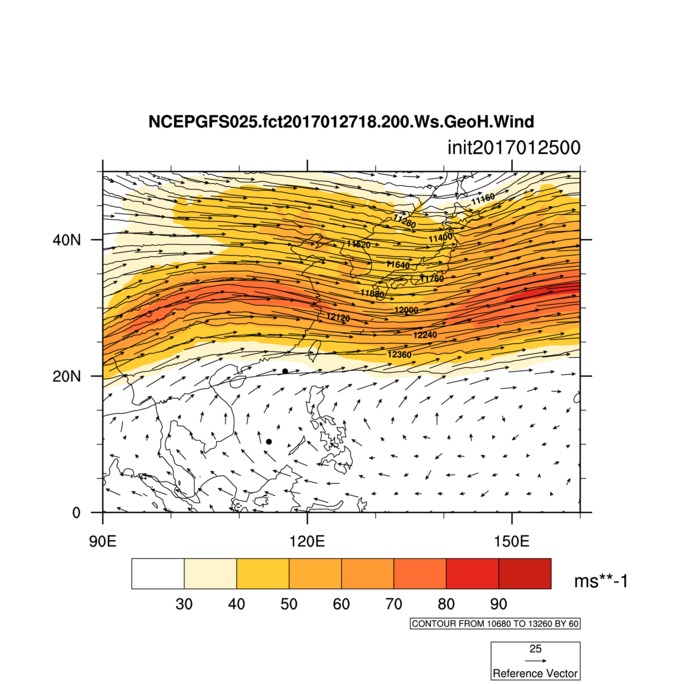 NCEPGFS025.fct2017012718.200.Ws.GeoH.Wind
init2017012500
11160
11280
11400
40N
11520
11640
11760
11880
12000
12120
12240
12360
20N
0
90E 120E 150E
ms**-1
30 40 50 60 70 80 90
CONTOUR FROM 10680 TO 13260 BY 60
25
Reference Vector